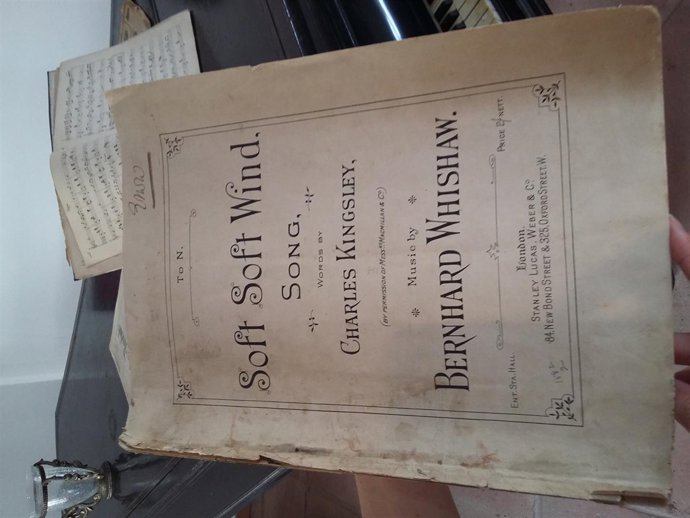 To N.
Soft Soft Wind,
Song,
Words by
Charles Kingsley,
(By permission of Messrs Macmillan & Co)
Music by
Bernhard Whishaw.
Ent. Sta. Hall.
Price 2/ nett.
London
Stanley Lucas, Weber & Co
84, New Bond Street & 325, Oxford Street, W.